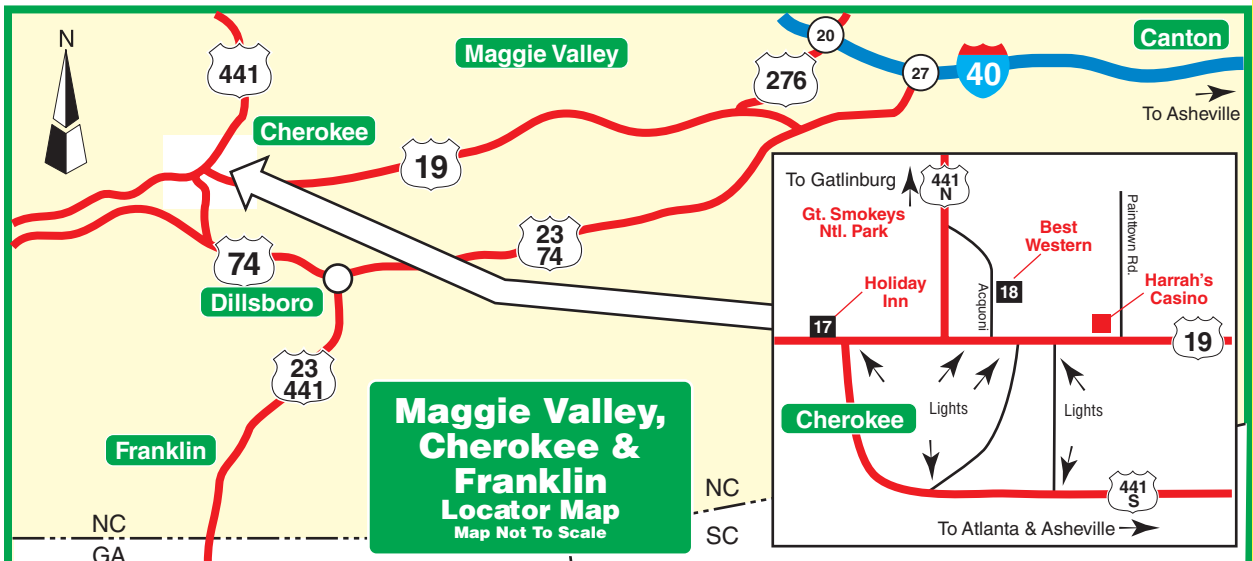 N
441
Maggie Valley
20
276
27
40
Canton
To Asheville
Cherokee
19
23
74
74
Dillsboro
23
441
Franklin
Maggie Valley,
Cherokee &
Franklin
Locator Map
Map Not To Scale
NC
GA
NC
SC
To Gatlinburg
441
N
Gt. Smokeys
Ntl. Park
Best
Western
Painttown Rd.
Holiday
Inn
Acquoni
18
Harrah's
Casino
17
19
Lights
Lights
Cherokee
441
S
To Atlanta & Asheville